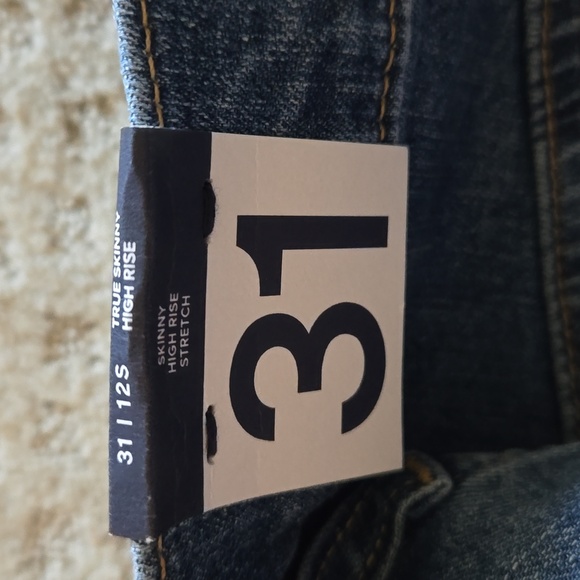 31 | 12S
TRUE SKINNY
HIGH RISE
SKINNY
HIGH RISE
STRETCH
31